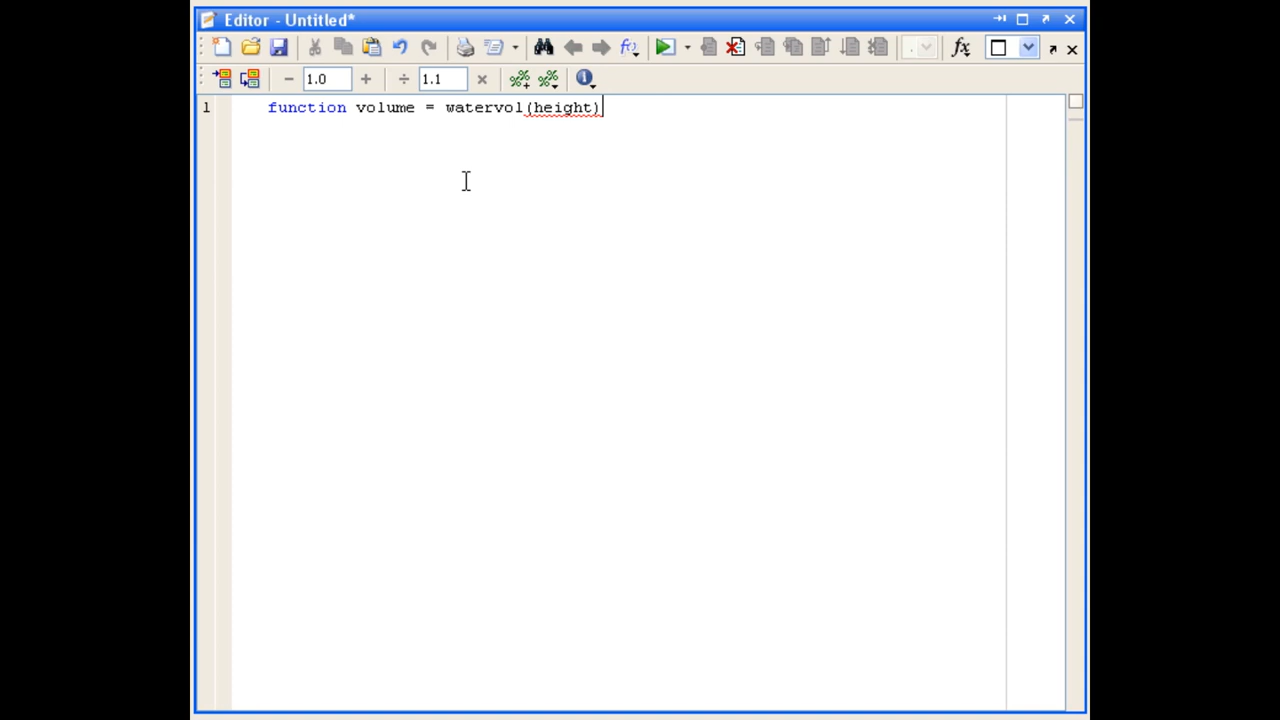 Editor - Untitled*
1.0
1.1
1 function volume = watervol(height)